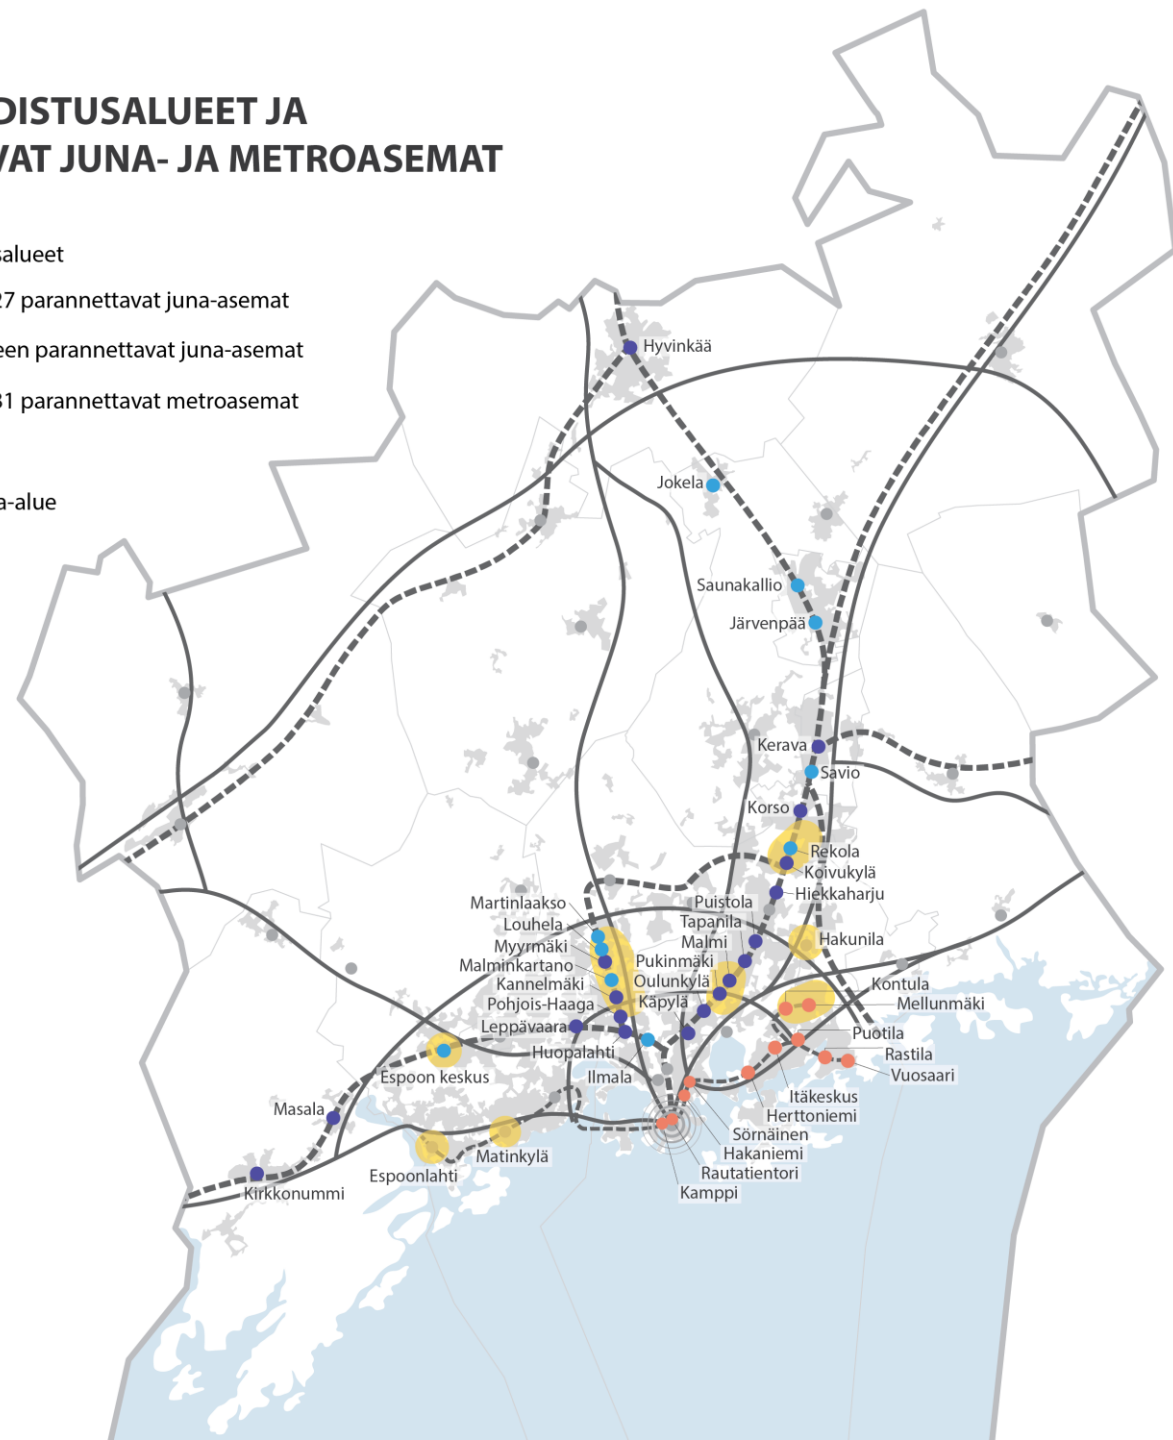 DISTUSALUEET JA
VAT JUNA- JA METROASEMAT
salueet
27 parannettavat juna-asemat
een parannettavat juna-asemat
31 parannettavat metroasemat
a-alue
Hyvinkää
Jokela
Saunakallio
Järvenpää
Kerava
Savio
Korso
Rekola
Koivukylä
Hiekkaharju
Martinlaakso
Puistola
Louhela
Tapanila
Myyrmäki
Malmi
Hakunila
Malminkartano
Pukinmäki
Kannelmäki
Oulunkylä
Kontula
Pohjois-Haaga
Käpylä
Mellunmäki
Leppävaara
Puotila
Huopalahti
Rastila
Espoon keskus
Ilmala
Vuosaari
Itäkeskus
Masala
Herttoniemi
Sörnäinen
Matinkylä
Hakaniemi
Espoonlahti
Rautatientori
Kirkkonummi
Kamppi